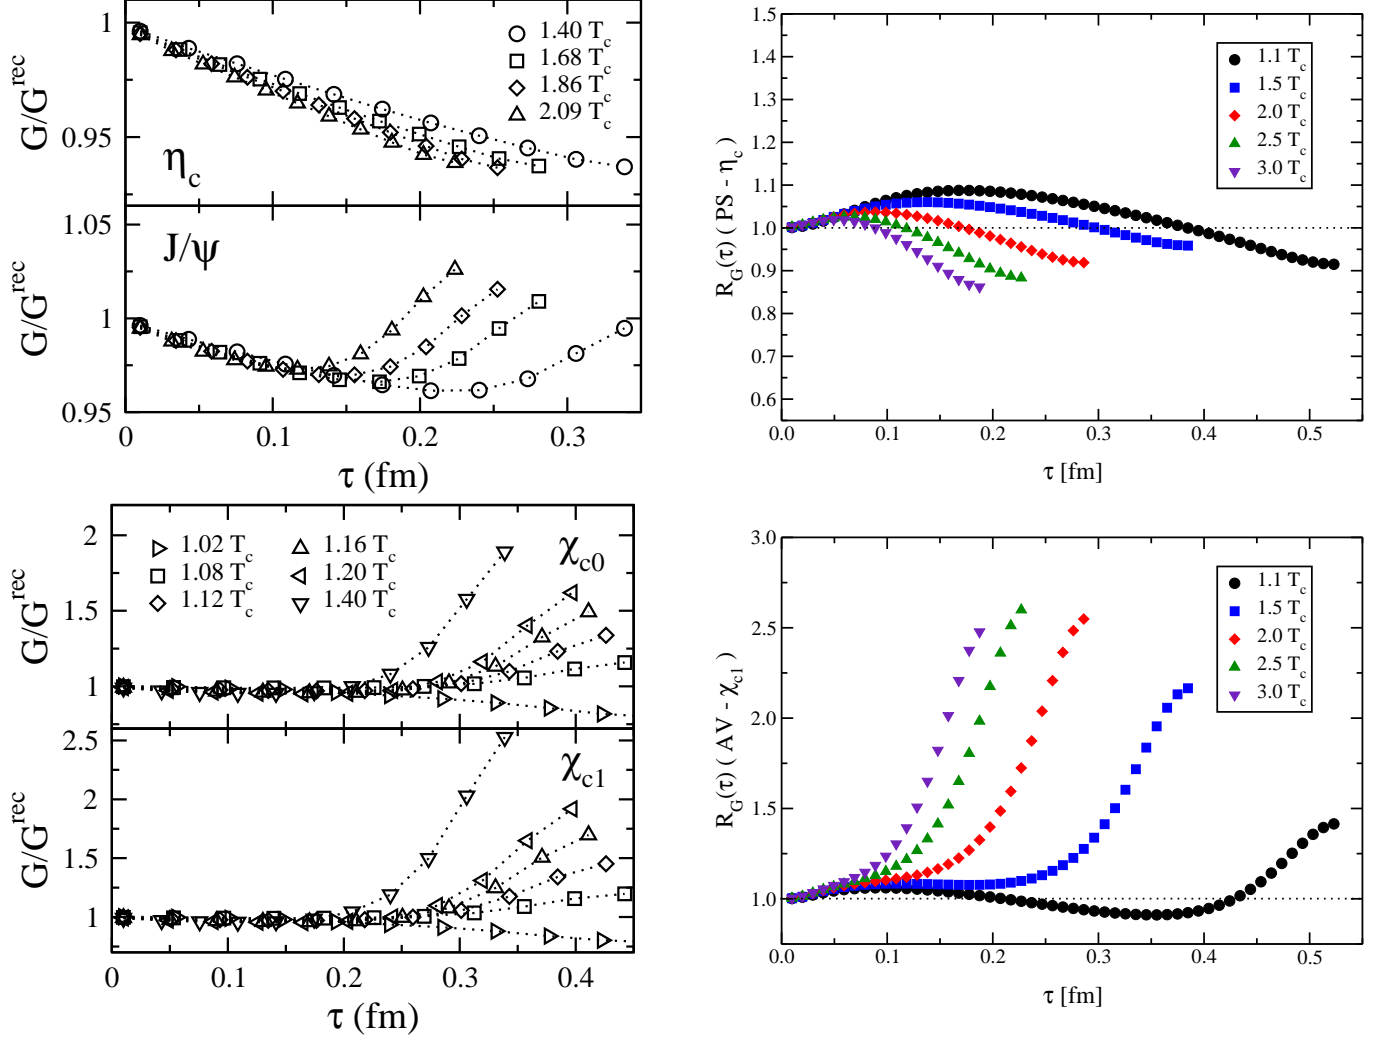 1
0.95
G/G^rec
η_c
1.40 T_c
1.68 T_c
1.86 T_c
2.09 T_c
1.05
1
0.95
G/G^rec
J/ψ
0 0.1 0.2 0.3
τ (fm)
1.5
1.4
1.3
1.2
1.1
1.0
0.9
0.8
0.7
0.6
R_G(τ) ( PS - η_c )
1.1 T_c
1.5 T_c
2.0 T_c
2.5 T_c
3.0 T_c
0.0 0.1 0.2 0.3 0.4 0.5
τ [fm]
2
1.5
1
G/G^rec
1.02 T_c 1.16 T_c
1.08 T_c 1.20 T_c
1.12 T_c 1.40 T_c
χ_c0
2.5
2
1.5
1
G/G^rec
χ_c1
0 0.1 0.2 0.3 0.4
τ (fm)
3.0
2.5
2.0
1.5
1.0
R_G(τ) ( AV - χ_c1 )
1.1 T_c
1.5 T_c
2.0 T_c
2.5 T_c
3.0 T_c
0.0 0.1 0.2 0.3 0.4 0.5
τ [fm]